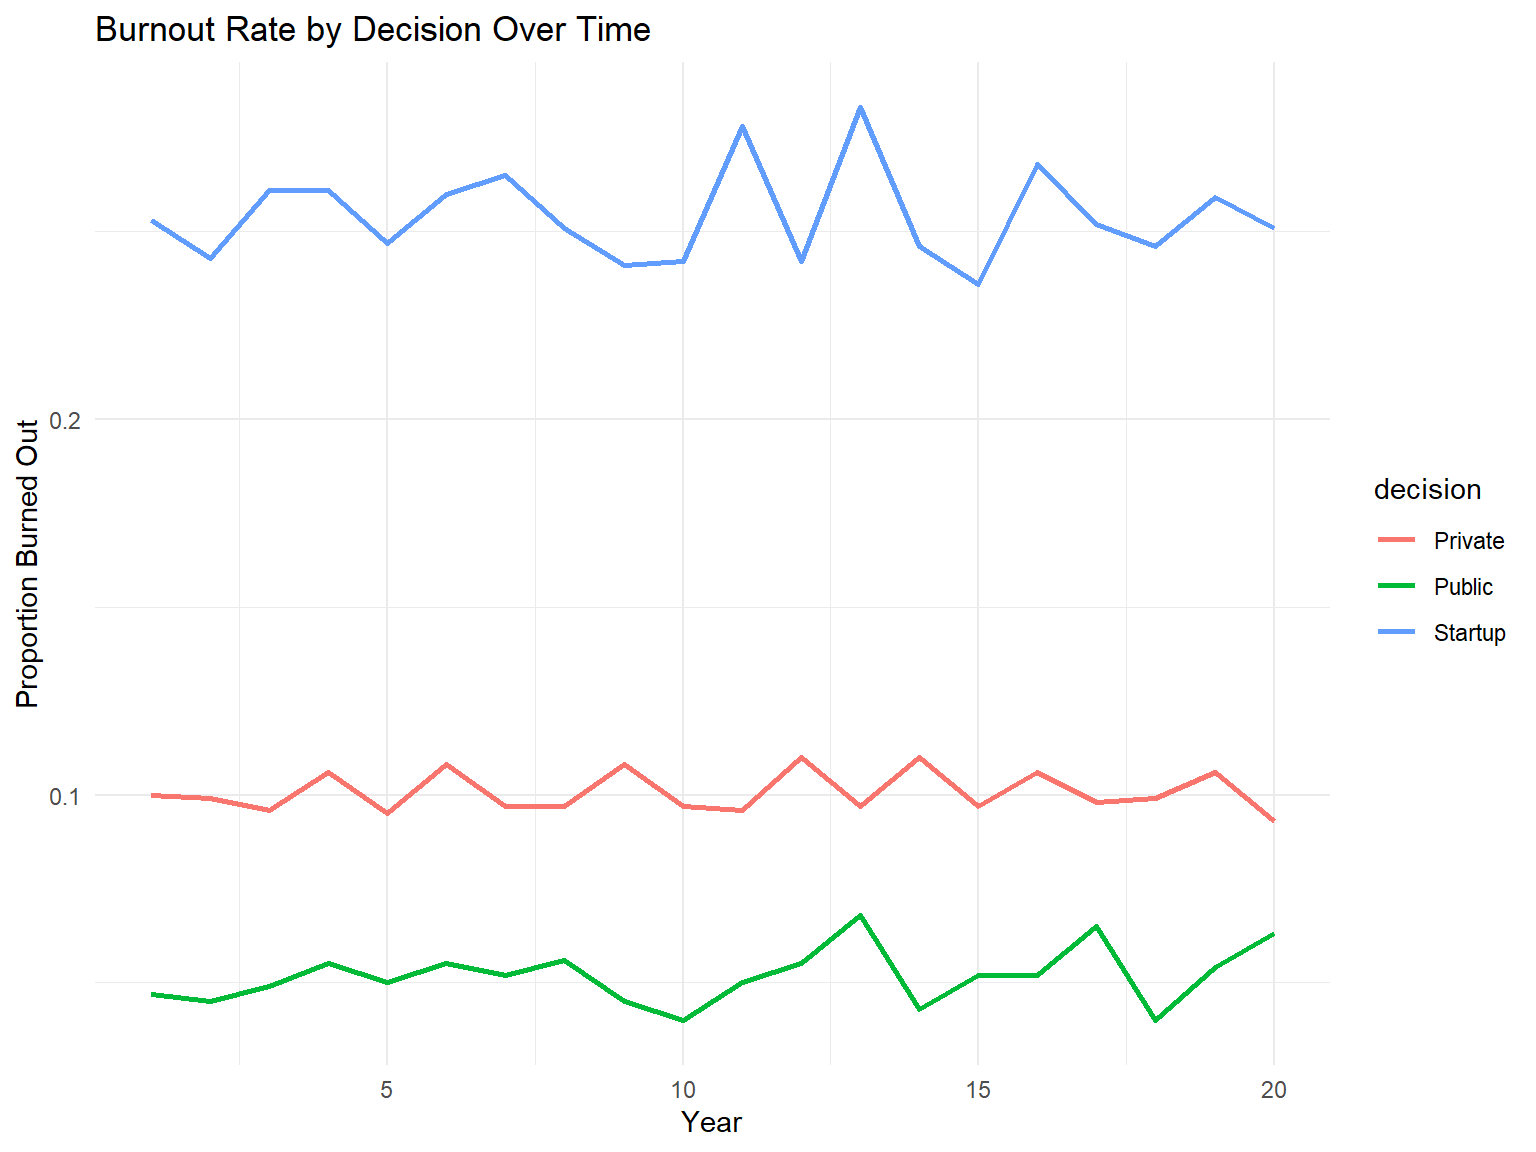 Burnout Rate by Decision Over Time
Proportion Burned Out
0.2
0.1
5 10 15 20
Year
decision
Private
Public
Startup